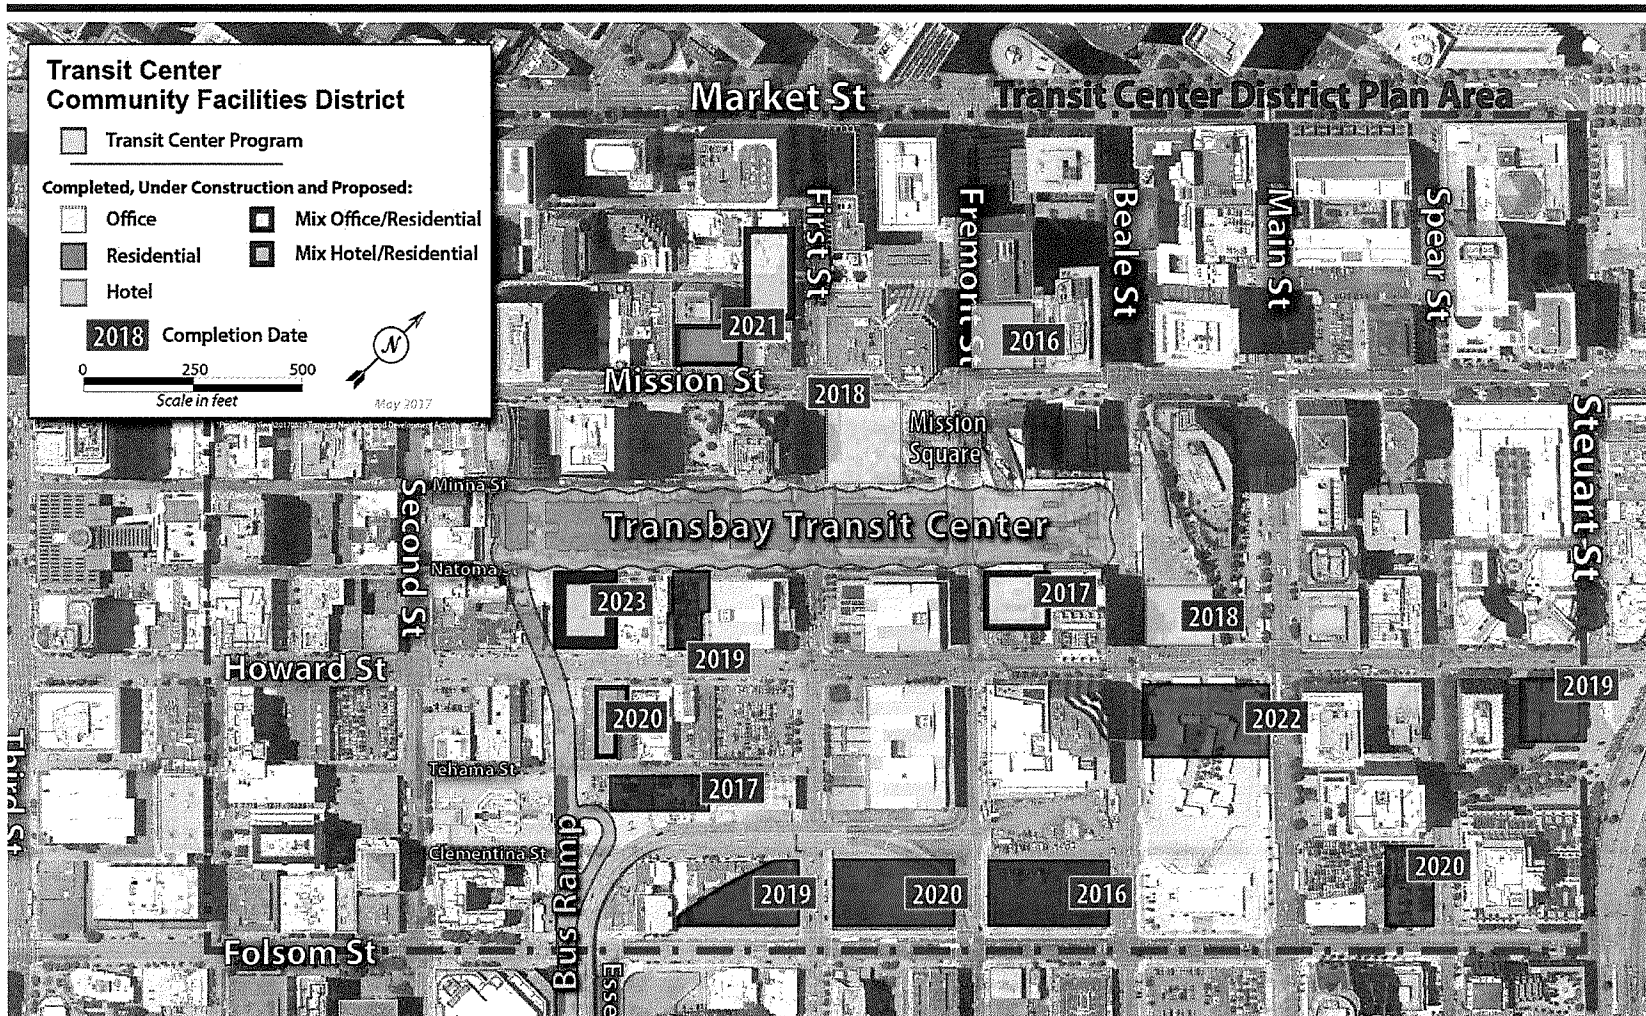 Transit Center
Community Facilities District
Transit Center Program
Completed, Under Construction and Proposed:
Office
Mix Office/Residential
Residential
Mix Hotel/Residential
Hotel
2018 Completion Date
N
0 250 500
Scale in feet
May 2017
Market St
Transit Center District Plan Area
First St
Fremont St
Beale St
Main St
Spear St
2021
2016
Mission St
2018
Mission
Square
Steuart St
Second St
Minna St
Transbay Transit Center
Natoma St
2023
2017
2018
2019
Howard St
2019
2020
2022
Third St
Tehama St
2017
Bus Ramp
Clementina St
2019
2020
2016
2020
Folsom St
Esse